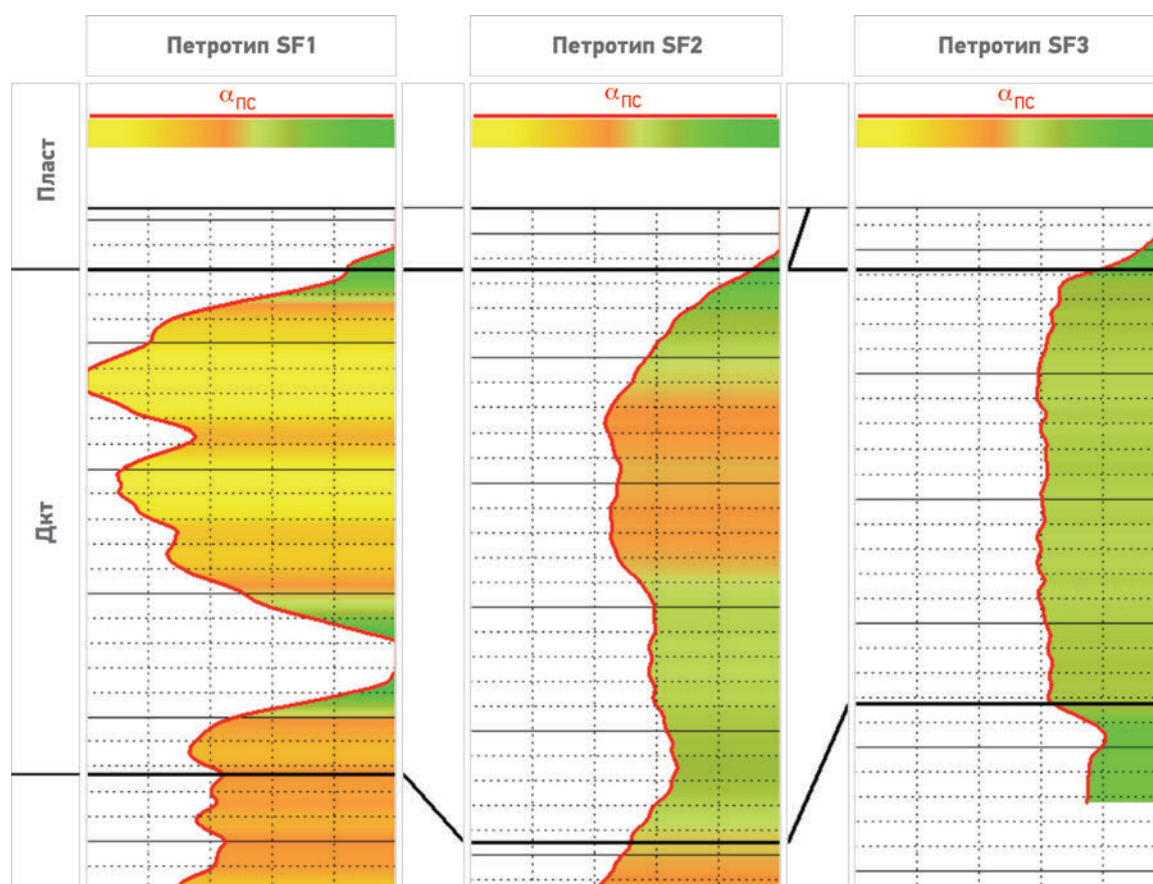 Петротип SF1
Петротип SF2
Петротип SF3
Пласт
αПС
αПС
αПС
Дкт